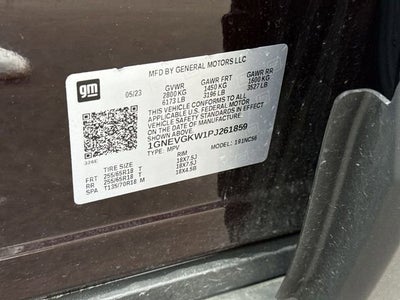 gm
MFD BY GENERAL MOTORS LLC
05/23 GVWR GAWR FRT GAWR RR
2800 KG 1450 KG 1600 KG
6173 LB 3196 LB 3527 LB
THIS VEHICLE CONFORMS TO ALL
APPLICABLE U.S. FEDERAL MOTOR
VEHICLE SAFETY STANDARDS IN EFFECT
ON THE DATE OF MANUFACTURE SHOWN
ABOVE.
1GNEVGKW1PJ261859
TYPE: MPV MODEL: 1B1NC56
TIRE SIZE RIM
FRT 255/65R18 T 18X7.5J
RR 255/65R18 T 18X7.5J
SPA T135/70R18 M 18X4.5B